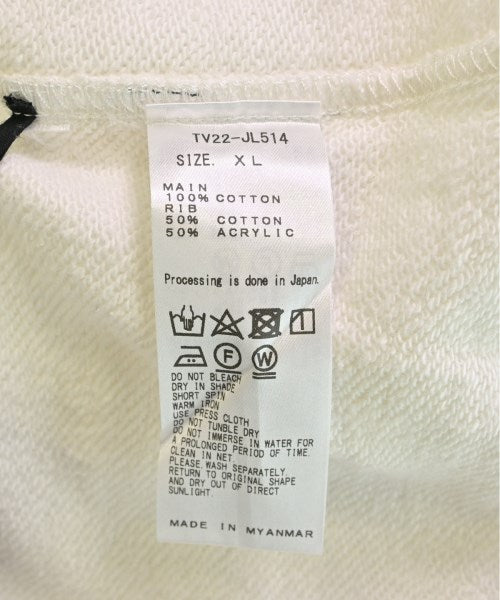 TV22-JL514
SIZE. XL
MAIN
100% COTTON
RIB
50% COTTON
50% ACRYLIC
Processing is done in Japan.
F W
DO NOT BLEACH
DRY IN SHADE
SHORT SPIN
WARM IRON
USE PRESS CLOTH
DO NOT TUNBLE DRY
DO NOT IMMERSE IN WATER FOR
A PROLONGED PERIOD OF TIME.
CLEAN IN NET.
PLEASE WASH SEPARATELY.
RETURN TO ORIGINAL SHAPE
AND DRY OUT OF DIRECT
SUNLIGHT.
MADE IN MYANMAR